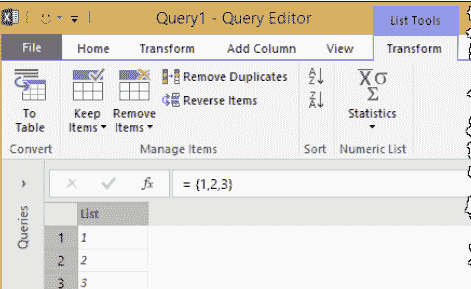 Query1 - Query Editor
List Tools
File
Home
Transform
Add Column
View
Transform
To
Table
Keep
Items
Remove
Items
Remove Duplicates
Reverse Items
A
Z
Z
A
Statistics
Convert
Manage Items
Sort
Numeric List
fx
= {1,2,3}
Queries
List
1 1
2 2
3 3